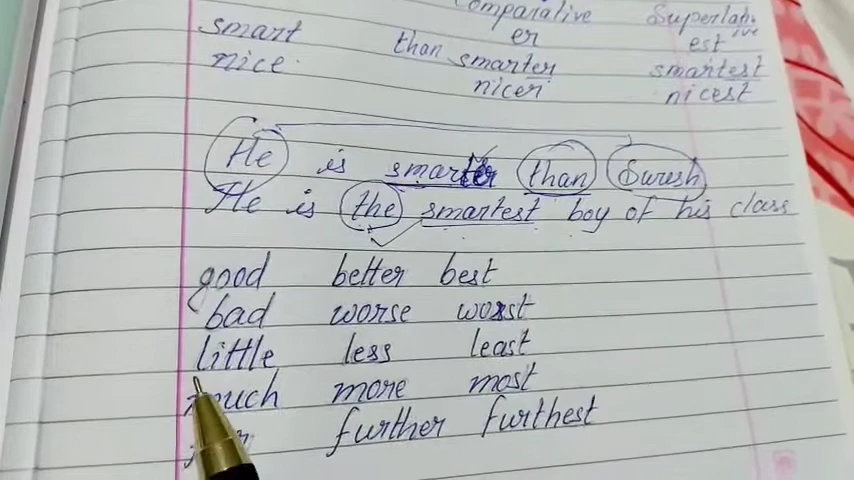 Comparative Superlative
er est
smart than smarter smartest
nice nicer nicest
He is smarter than Suresh
He is the smartest boy of his class
good better best
bad worse worst
little less least
much more most
further furthest